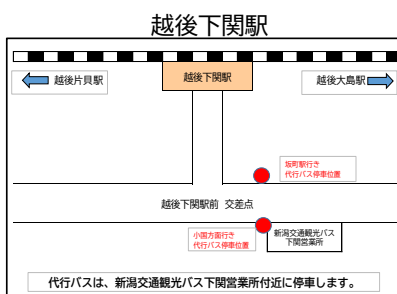 越後下関駅
越後片貝駅
越後下関駅
越後大島駅
坂町駅行き
代行バス停車位置
越後下関駅前 交差点
小国方面行き
代行バス停車位置
新潟交通観光バス
下関営業所
代行バスは、新潟交通観光バス下関営業所付近に停車します。